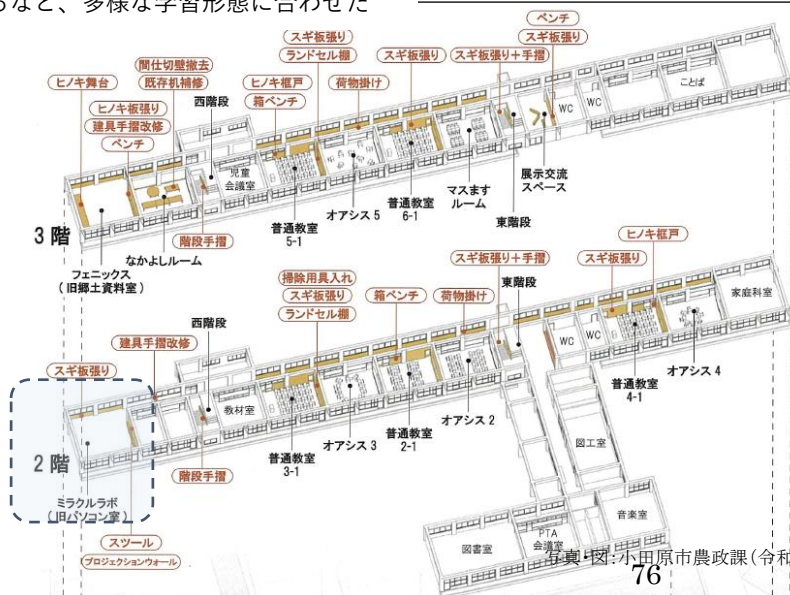 るなど、多様な学習形態に合わせた
ベンチ
スギ板張り
スギ板張り
ランドセル棚
スギ板張り
スギ板張り+手摺
間仕切壁撤去
既存机補修
ヒノキ舞台
ヒノキ框戸
箱ベンチ
荷物掛け
ヒノキ板張り
建具手摺改修
ベンチ
西階段
児童
会議室
WC
WC
ことば
3 階
フェニックス
(旧郷土資料室)
なかよしルーム
階段手摺
普通教室
5-1
オアシス 5
普通教室
6-1
マスます
ルーム
東階段
展示交流
スペース
ヒノキ框戸
スギ板張り+手摺
東階段
スギ板張り
掃除用具入れ
スギ板張り
ランドセル棚
箱ベンチ
荷物掛け
西階段
建具手摺改修
スギ板張り
家庭科室
WC
WC
教材室
普通教室
4-1
オアシス 4
2 階
ミラクルラボ
(旧パソコン室)
階段手摺
普通教室
3-1
オアシス 3
普通教室
2-1
オアシス 2
図工室
スツール
プロジェクションウォール
図書室
PTA
会議室
音楽室
写真・図:小田原市農政課(令和
76